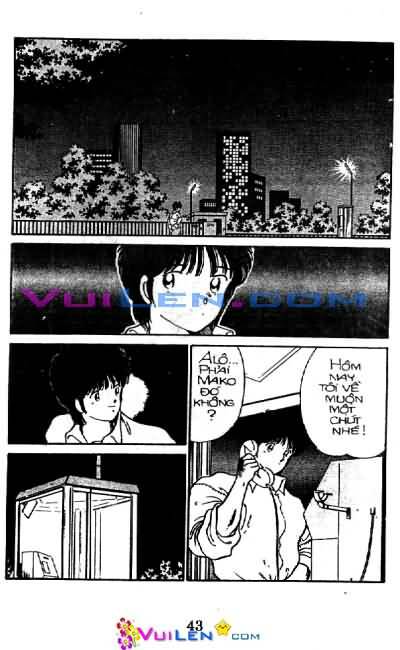 VUILEN.COM
ALÔ...
PHẢI
MAKO
ĐÓ
KHÔNG
?
HÔM
NAY
TÔI VỀ
MUỘN
MỘT
CHÚT
NHÉ!
43
VUILEN COM